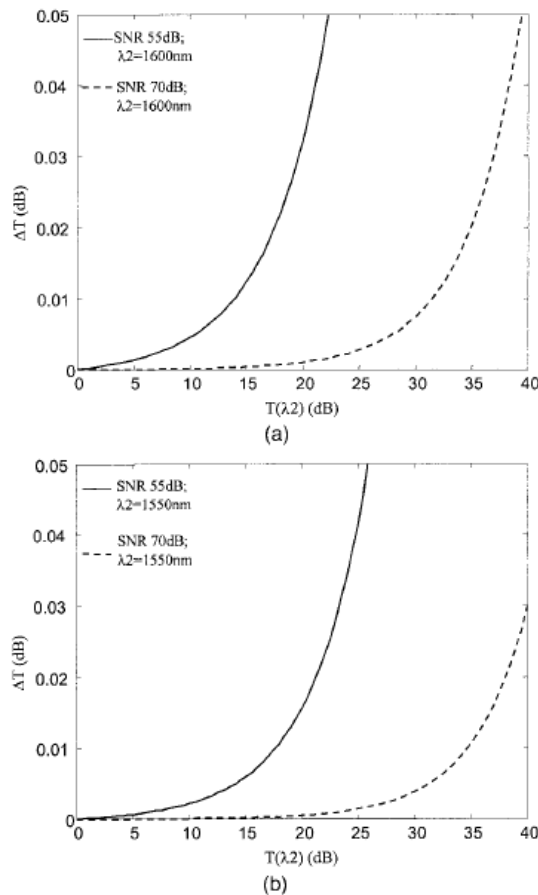 0.05
SNR 55dB;
λ2=1600nm
0.04
SNR 70dB;
λ2=1600nm
0.03
ΔT (dB)
0.02
0.01
0
0 5 10 15 20 25 30 35 40
T(λ2) (dB)
(a)
0.05
SNR 55dB;
λ2=1550nm
0.04
SNR 70dB;
λ2=1550nm
0.03
ΔT (dB)
0.02
0.01
0
0 5 10 15 20 25 30 35 40
T(λ2) (dB)
(b)